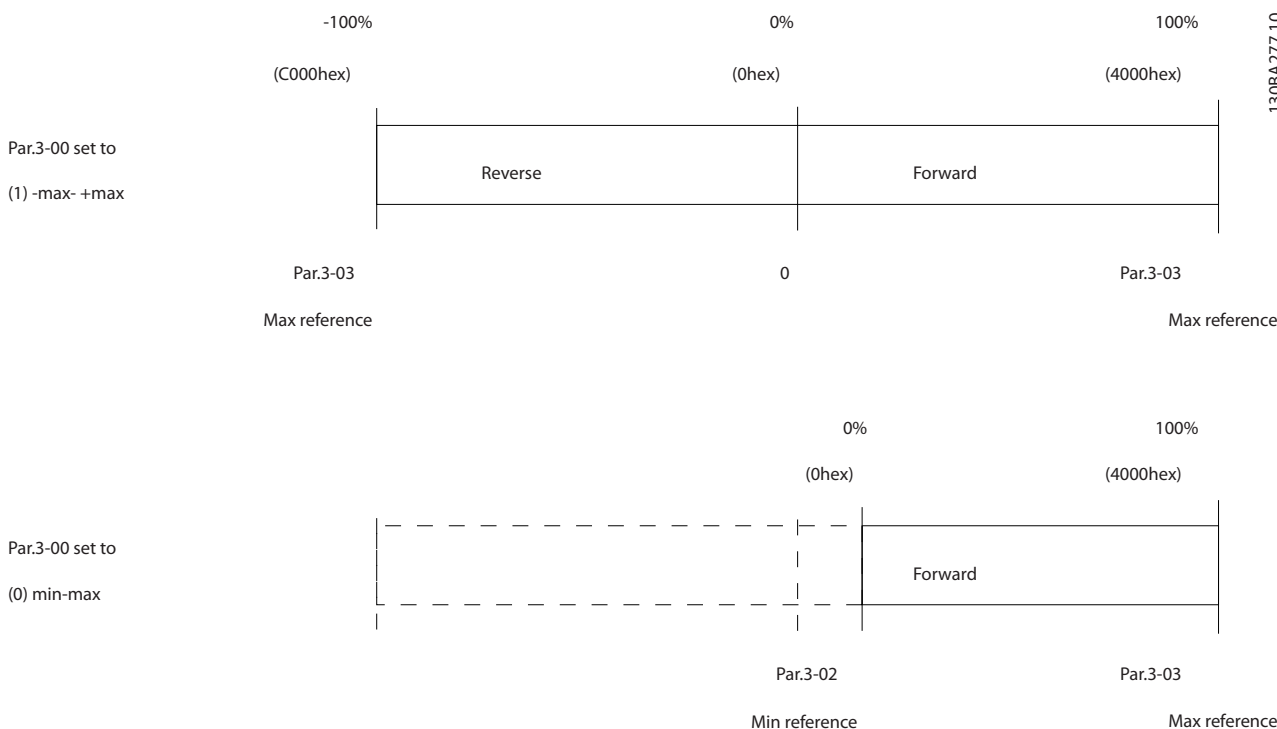 -100% 0% 100%
(C000hex) (0hex) (4000hex)
130BA277.10
Par.3-00 set to
(1) -max- +max
Reverse Forward
Par.3-03 0 Par.3-03
Max reference Max reference
0% 100%
(0hex) (4000hex)
Par.3-00 set to
(0) min-max
Forward
Par.3-02 Par.3-03
Min reference Max reference